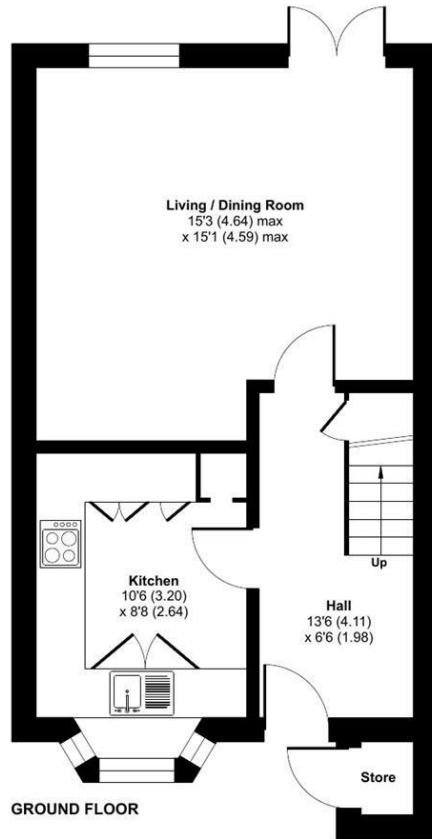 Living / Dining Room
15'3 (4.64) max
x 15'1 (4.59) max
Kitchen
10'6 (3.20)
x 8'8 (2.64)
Up
Hall
13'6 (4.11)
x 6'6 (1.98)
Store
GROUND FLOOR